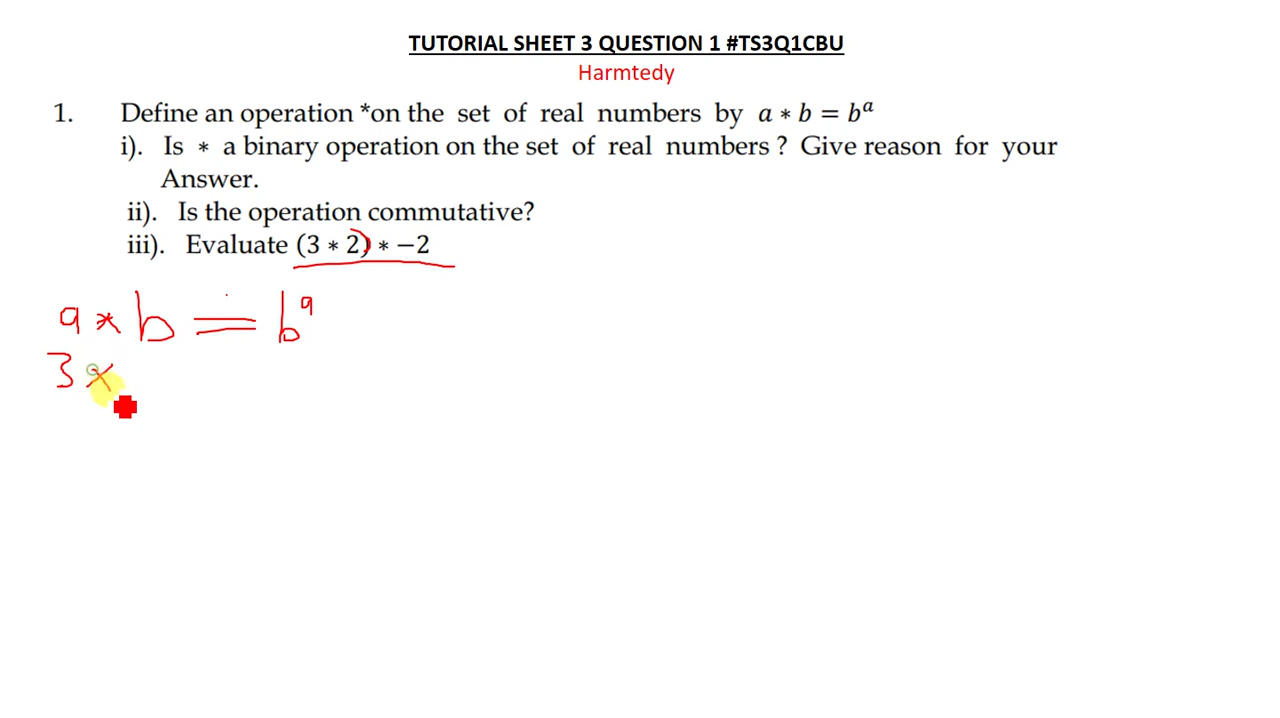 TUTORIAL SHEET 3 QUESTION 1 #TS3Q1CBU
Harmtedy
1. Define an operation *on the set of real numbers by a ∗ b = bᵃ
i). Is ∗ a binary operation on the set of real numbers ? Give reason for your
Answer.
ii). Is the operation commutative?
iii). Evaluate (3 ∗ 2) ∗ −2
a * b = bᵃ
3 *